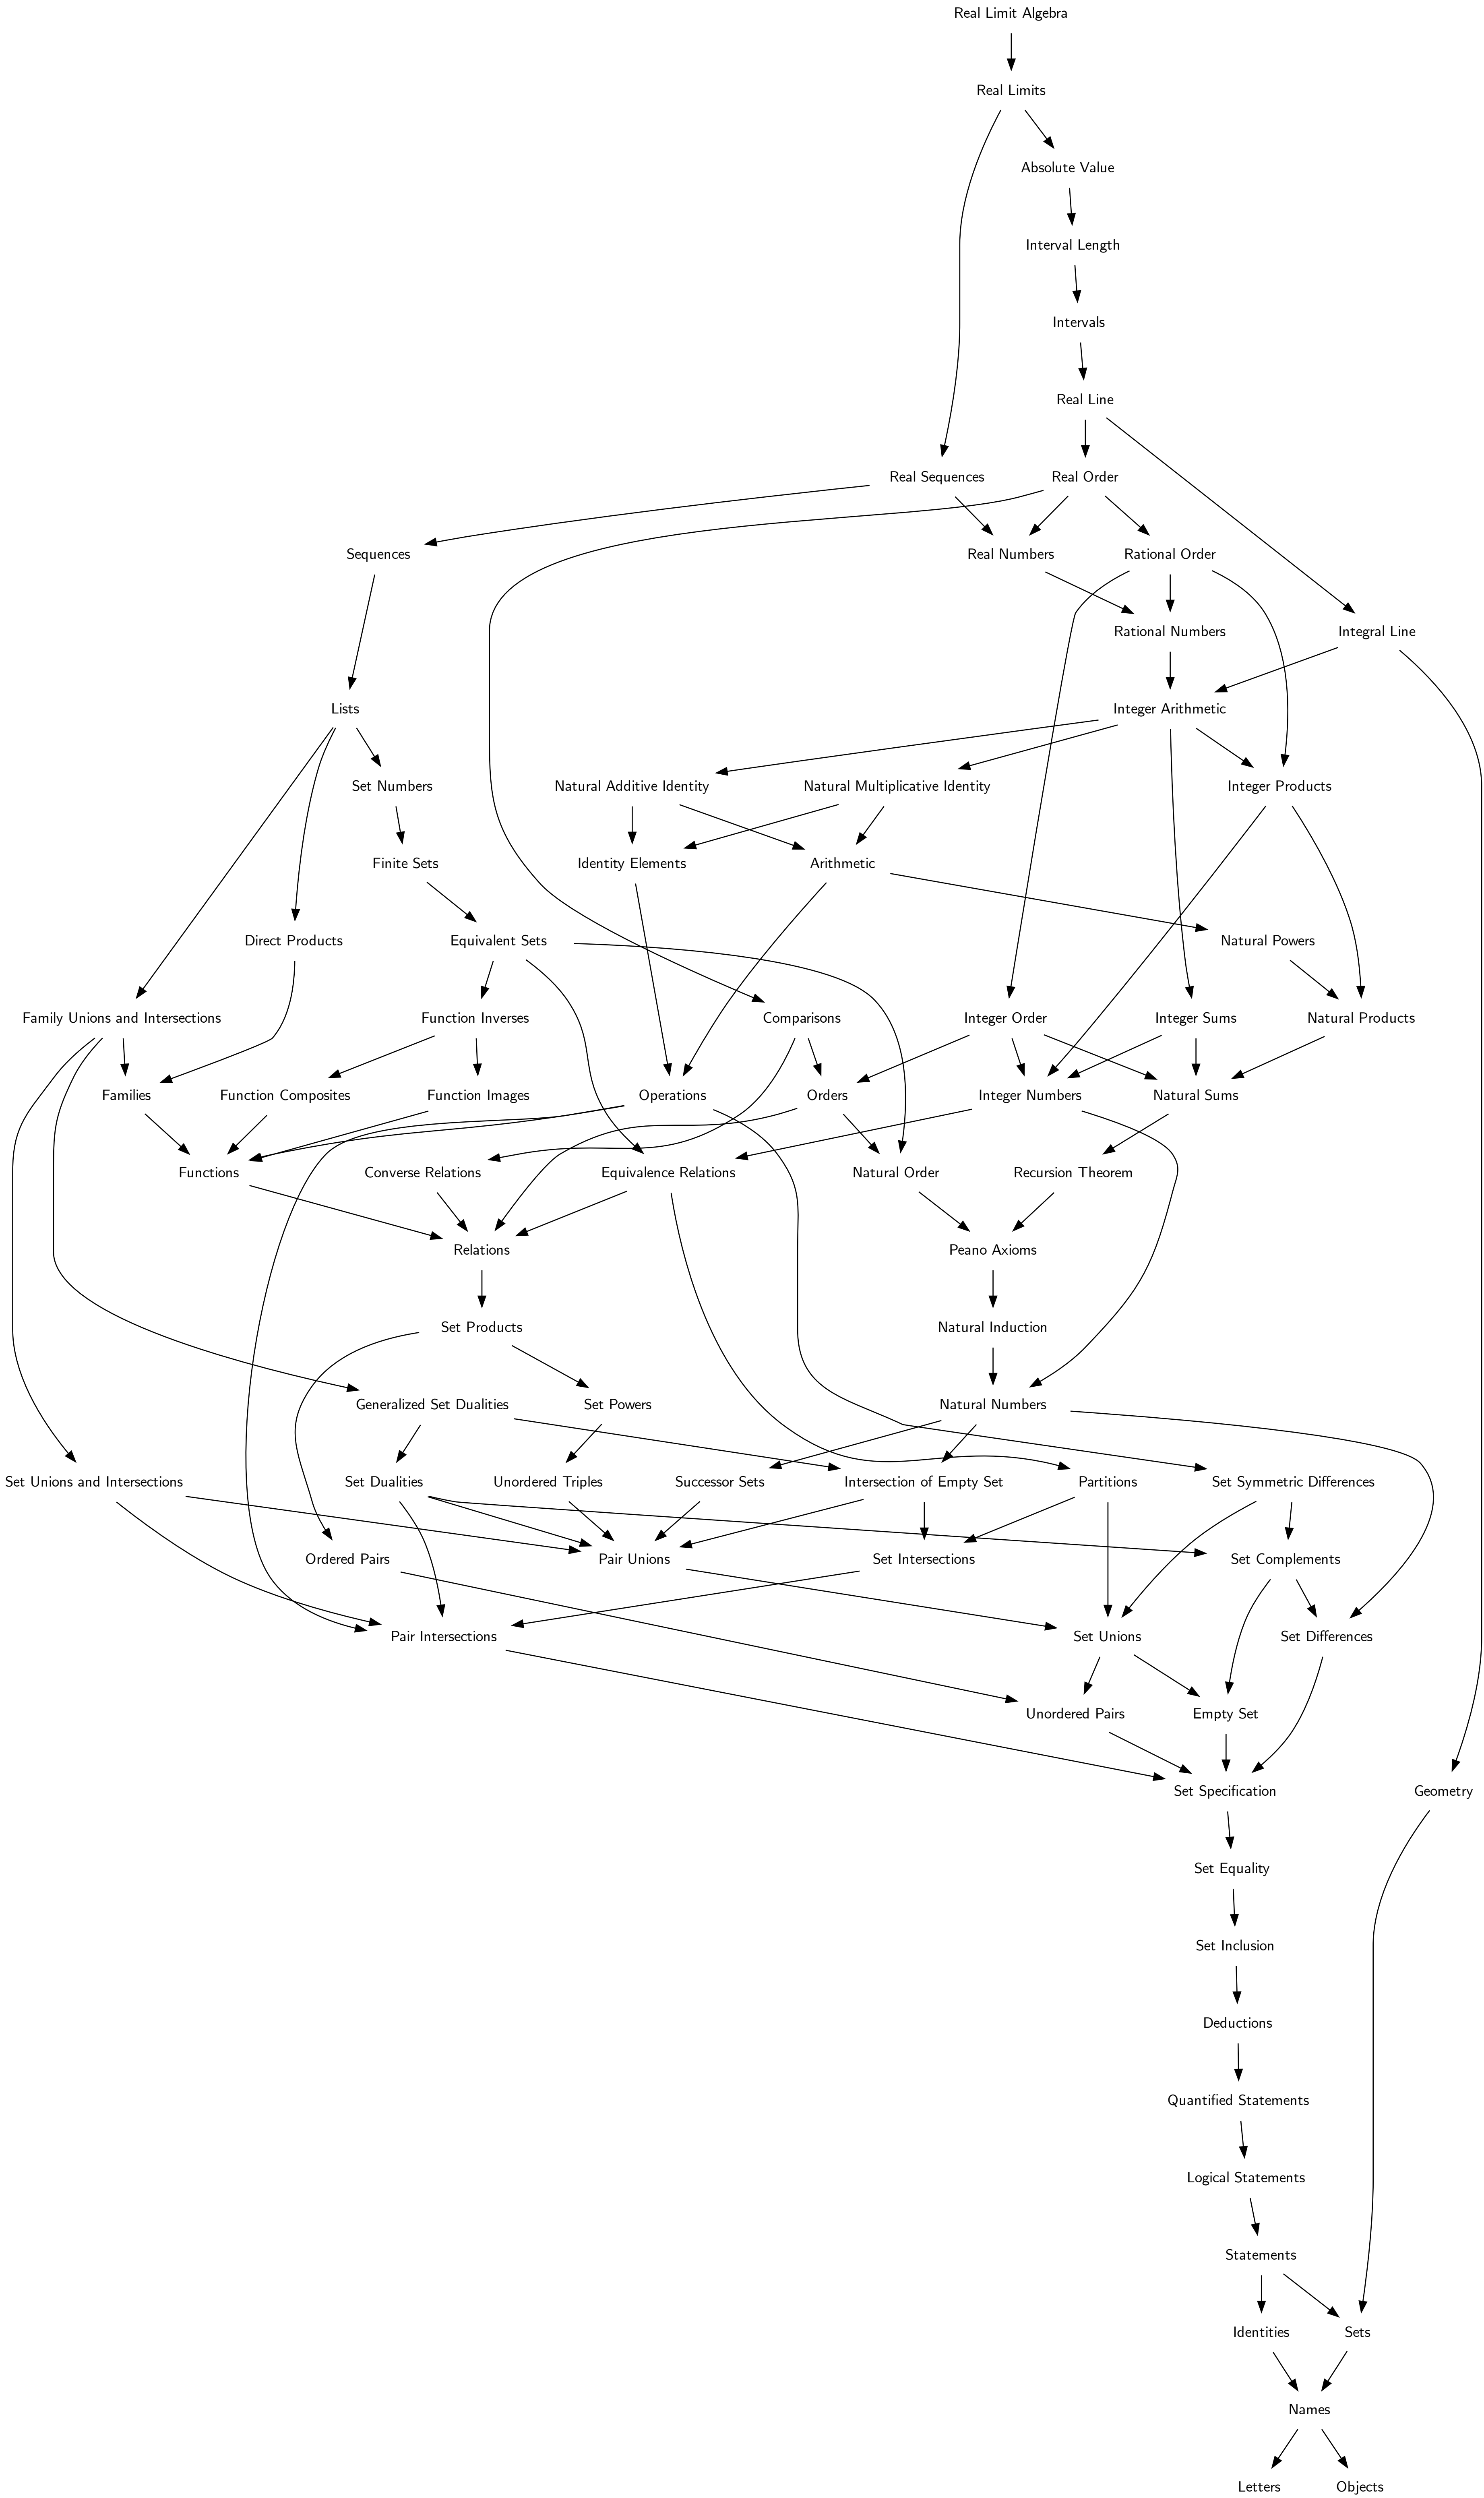 Real Limit Algebra
Real Limits
Absolute Value
Interval Length
Intervals
Real Line
Real Sequences
Real Order
Sequences
Real Numbers
Rational Order
Rational Numbers
Integral Line
Lists
Integer Arithmetic
Set Numbers
Natural Additive Identity
Natural Multiplicative Identity
Integer Products
Finite Sets
Identity Elements
Arithmetic
Direct Products
Equivalent Sets
Natural Powers
Family Unions and Intersections
Function Inverses
Comparisons
Integer Order
Integer Sums
Natural Products
Families
Function Composites
Function Images
Operations
Orders
Integer Numbers
Natural Sums
Functions
Converse Relations
Equivalence Relations
Natural Order
Recursion Theorem
Relations
Peano Axioms
Set Products
Natural Induction
Generalized Set Dualities
Set Powers
Natural Numbers
Set Unions and Intersections
Set Dualities
Unordered Triples
Successor Sets
Intersection of Empty Set
Partitions
Set Symmetric Differences
Ordered Pairs
Pair Unions
Set Intersections
Set Complements
Pair Intersections
Set Unions
Set Differences
Unordered Pairs
Empty Set
Set Specification
Geometry
Set Equality
Set Inclusion
Deductions
Quantified Statements
Logical Statements
Statements
Identities
Sets
Names
Letters
Objects